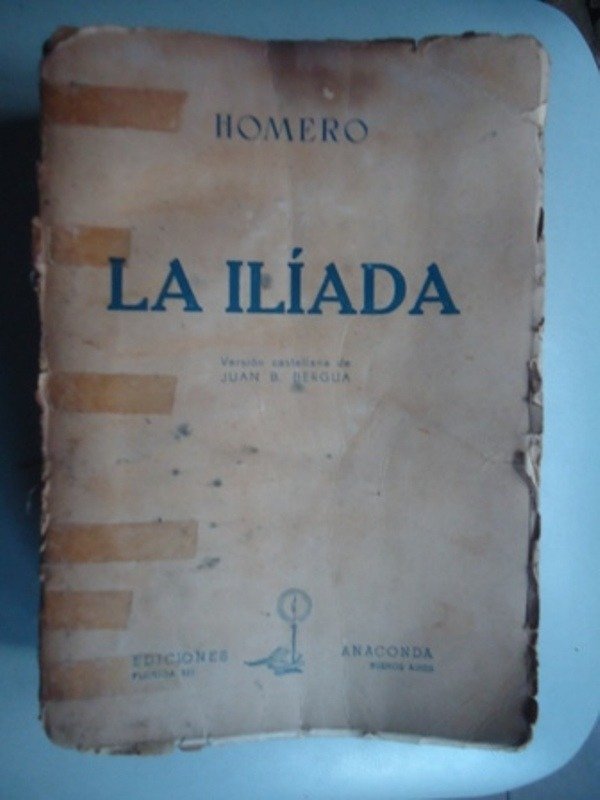 HOMERO
LA ILÍADA
Versión castellana de
JUAN B. BERGUA
EDICIONES
ANACONDA
BUENOS AIRES